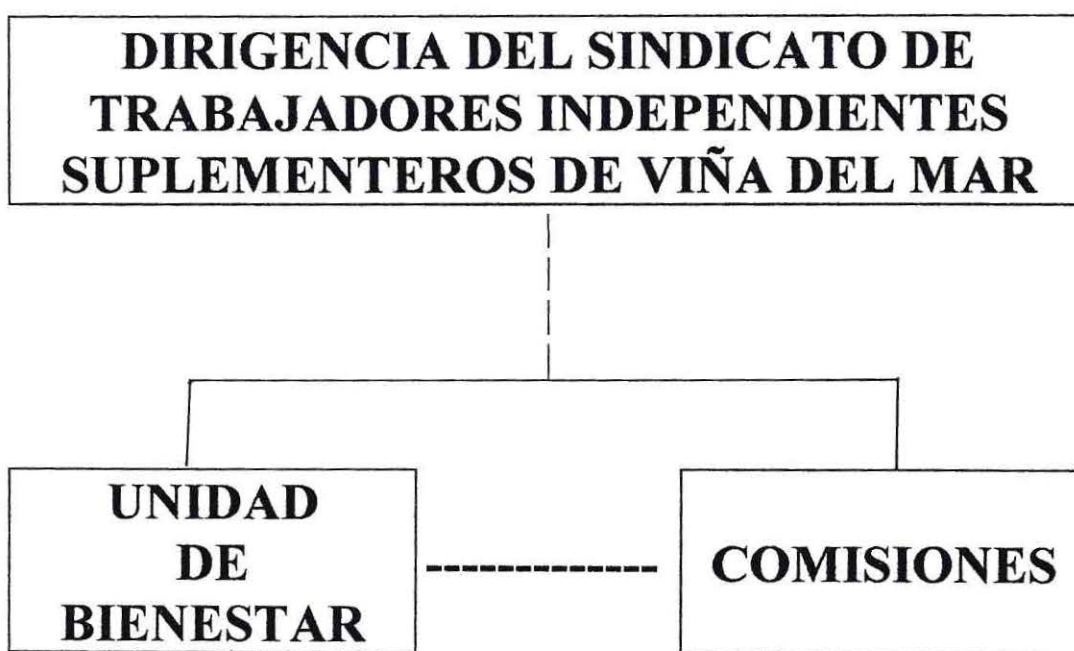 DIRIGENCIA DEL SINDICATO DE
TRABAJADORES INDEPENDIENTES
SUPLEMENTEROS DE VIÑA DEL MAR
UNIDAD
DE
BIENESTAR
COMISIONES